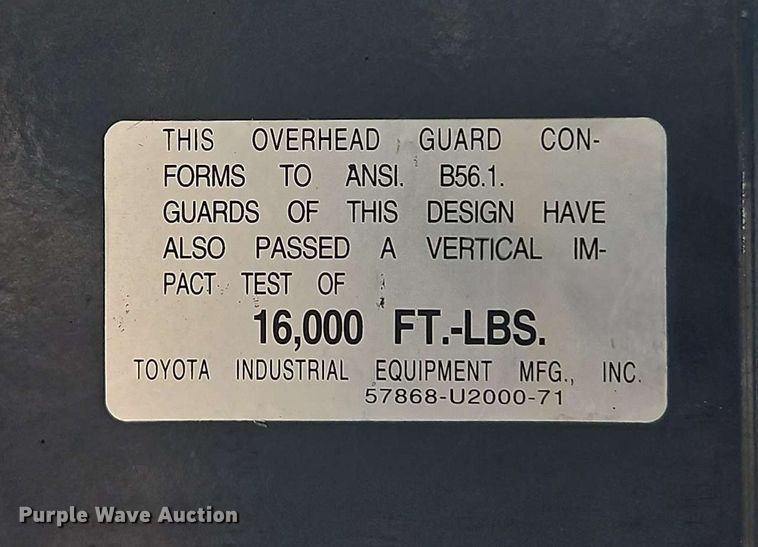 THIS OVERHEAD GUARD CON-
FORMS TO ANSI. B56.1.
GUARDS OF THIS DESIGN HAVE
ALSO PASSED A VERTICAL IM-
PACT TEST OF
16,000 FT.-LBS.
TOYOTA INDUSTRIAL EQUIPMENT MFG., INC.
57868-U2000-71
Purple Wave Auction